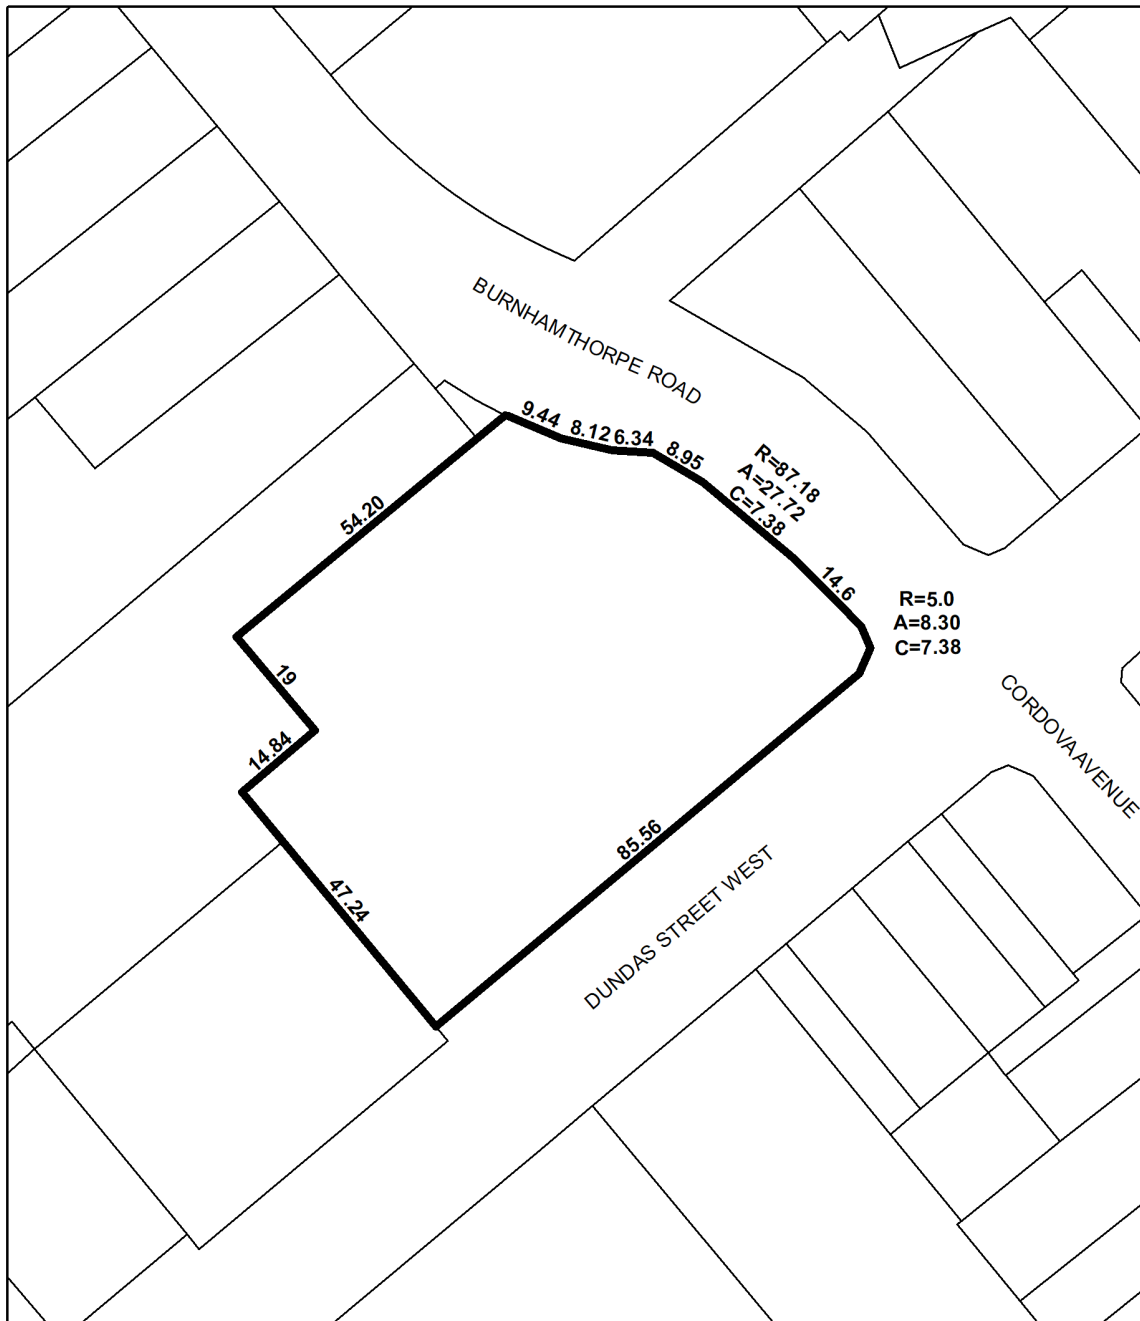 BURNHAMTHORPE ROAD
9.44
8.12
6.34
8.95
R=87.18
A=27.72
C=7.38
54.20
14.6
R=5.0
A=8.30
C=7.38
19
CORDOVA AVENUE
14.84
85.56
47.24
DUNDAS STREET WEST